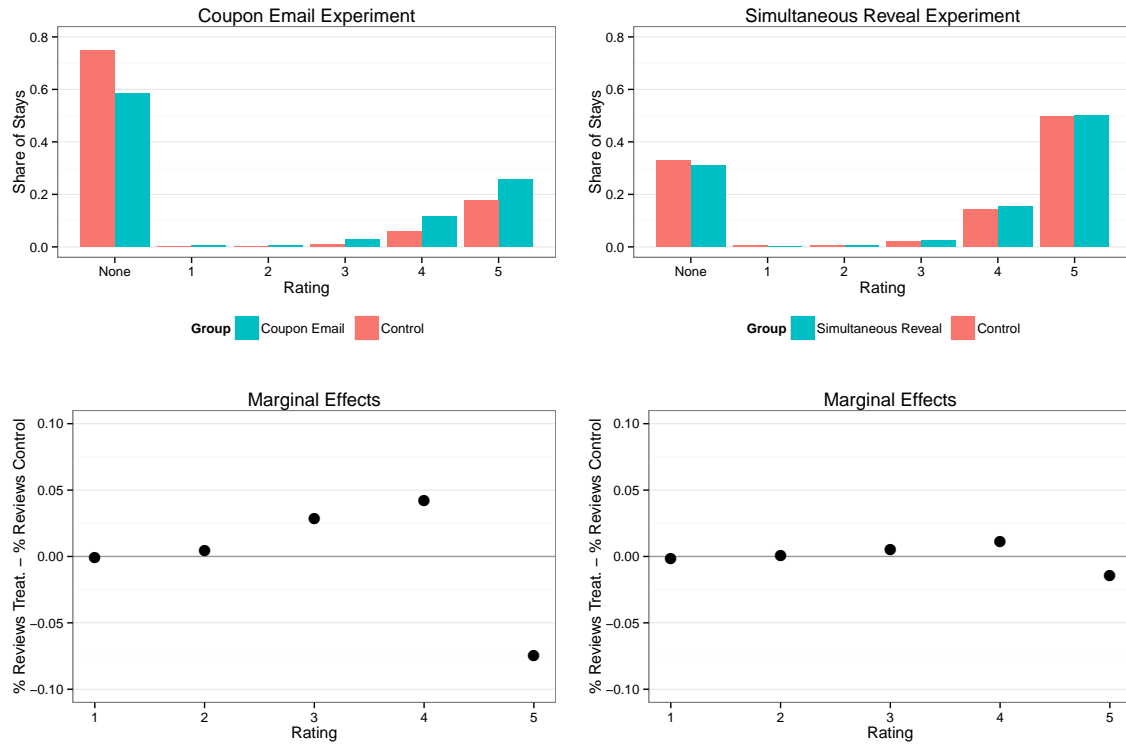 Coupon Email Experiment
Share of Stays
0.8
0.6
0.4
0.2
0.0
None 1 2 3 4 5
Rating
Group Coupon Email Control
Simultaneous Reveal Experiment
Share of Stays
0.8
0.6
0.4
0.2
0.0
None 1 2 3 4 5
Rating
Group Simultaneous Reveal Control
Marginal Effects
% Reviews Treat. − % Reviews Control
0.10
0.05
0.00
−0.05
−0.10
1 2 3 4 5
Rating
Marginal Effects
% Reviews Treat. − % Reviews Control
0.10
0.05
0.00
−0.05
−0.10
1 2 3 4 5
Rating